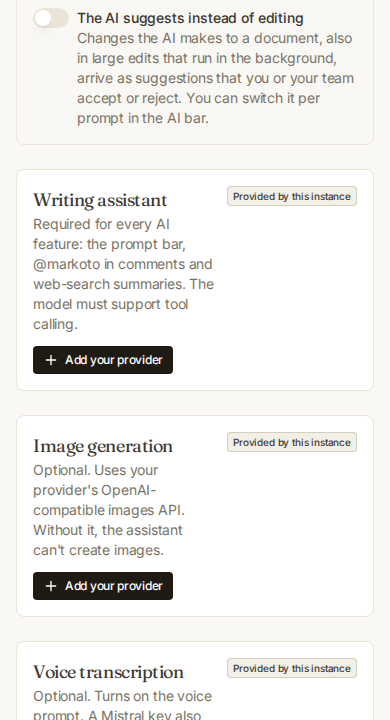 The AI suggests instead of editing
Changes the AI makes to a document, also
in large edits that run in the background,
arrive as suggestions that you or your team
accept or reject. You can switch it per
prompt in the AI bar.
Writing assistant
Provided by this instance
Required for every AI
feature: the prompt bar,
@markoto in comments and
web-search summaries. The
model must support tool
calling.
Add your provider
Image generation
Provided by this instance
Optional. Uses your
provider's OpenAI-
compatible images API.
Without it, the assistant
can't create images.
Add your provider
Voice transcription
Provided by this instance
Optional. Turns on the voice
prompt. A Mistral key also